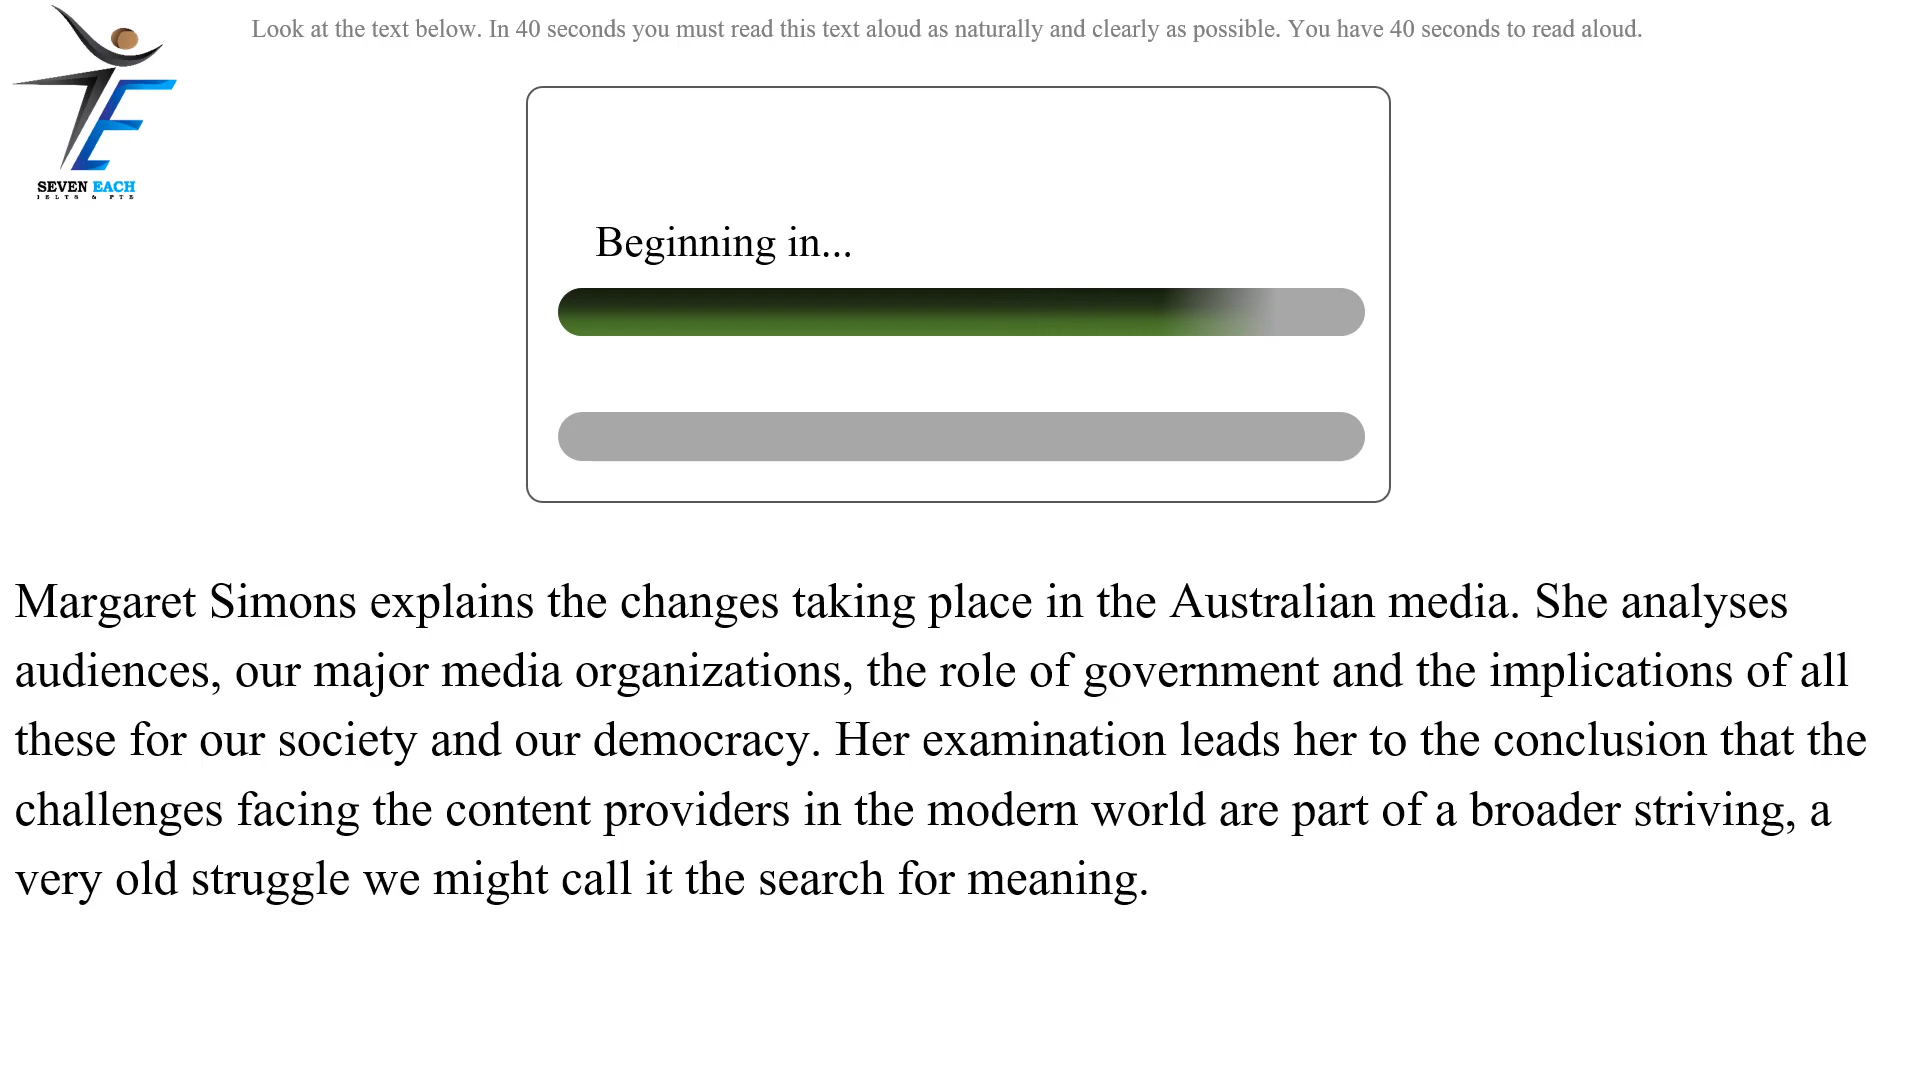 Look at the text below. In 40 seconds you must read this text aloud as naturally and clearly as possible. You have 40 seconds to read aloud.
SEVEN EACH
IELTS & PTE
Beginning in...
Margaret Simons explains the changes taking place in the Australian media. She analyses
audiences, our major media organizations, the role of government and the implications of all
these for our society and our democracy. Her examination leads her to the conclusion that the
challenges facing the content providers in the modern world are part of a broader striving, a
very old struggle we might call it the search for meaning.